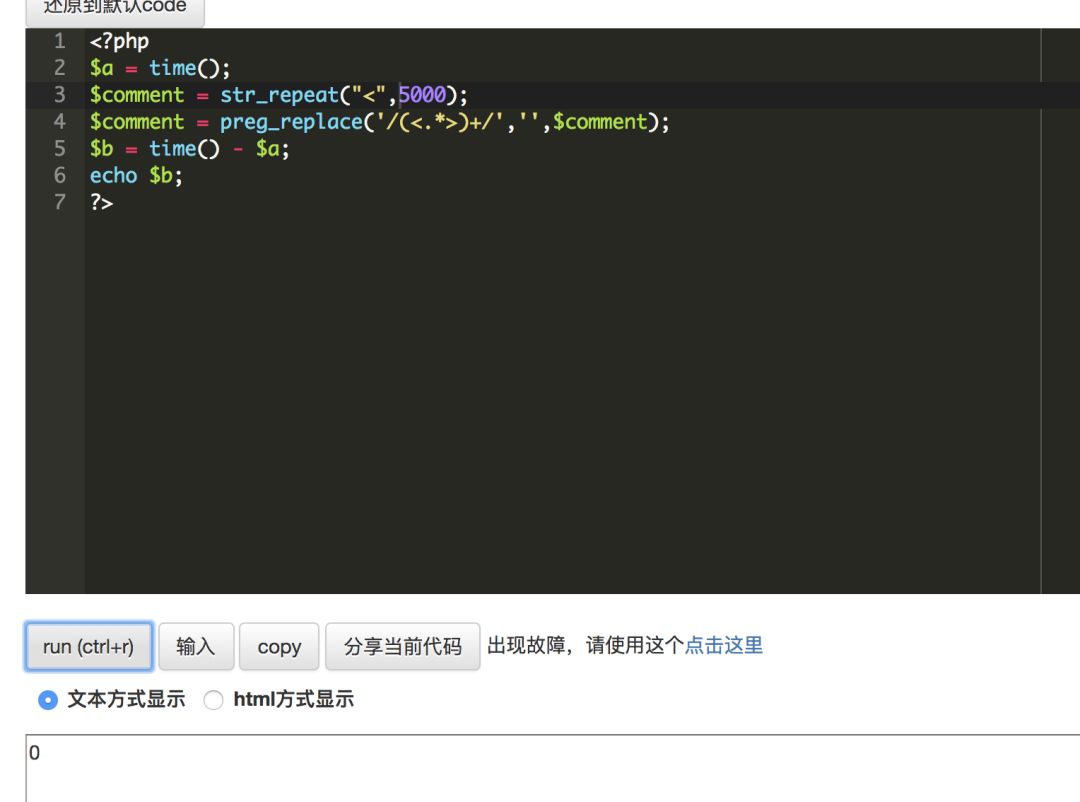 还原到默认code
1 <?php
2 $a = time();
3 $comment = str_repeat("<",5000);
4 $comment = preg_replace('/(<.*>)+/','',$comment);
5 $b = time() - $a;
6 echo $b;
7 ?>
run (ctrl+r) 输入 copy 分享当前代码 出现故障，请使用这个点击这里
文本方式显示 html方式显示
0